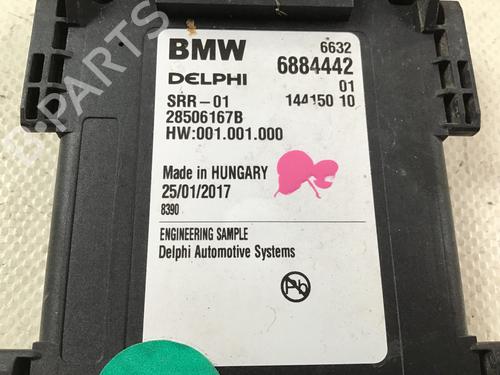 BMW 6632
6884442
DELPHI 01
SRR-01 144150 10
28506167B
HW:001.001.000
Made in HUNGARY
25/01/2017
8390
ENGINEERING SAMPLE
Delphi Automotive Systems
Pb
B-PARTS